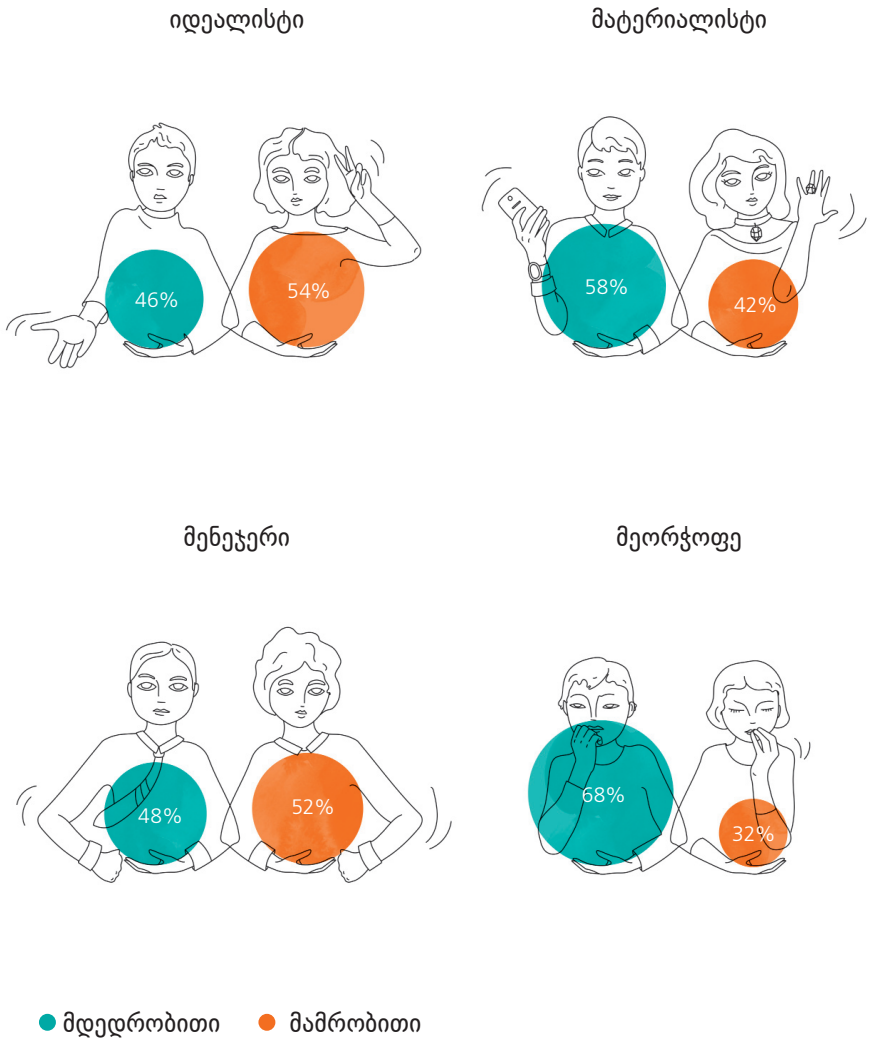 იდეალისტი
მატერიალისტი
46%
54%
58%
42%
მენეჯერი
მეორჭოფე
48%
52%
68%
32%
მდედრობითი
მამრობითი